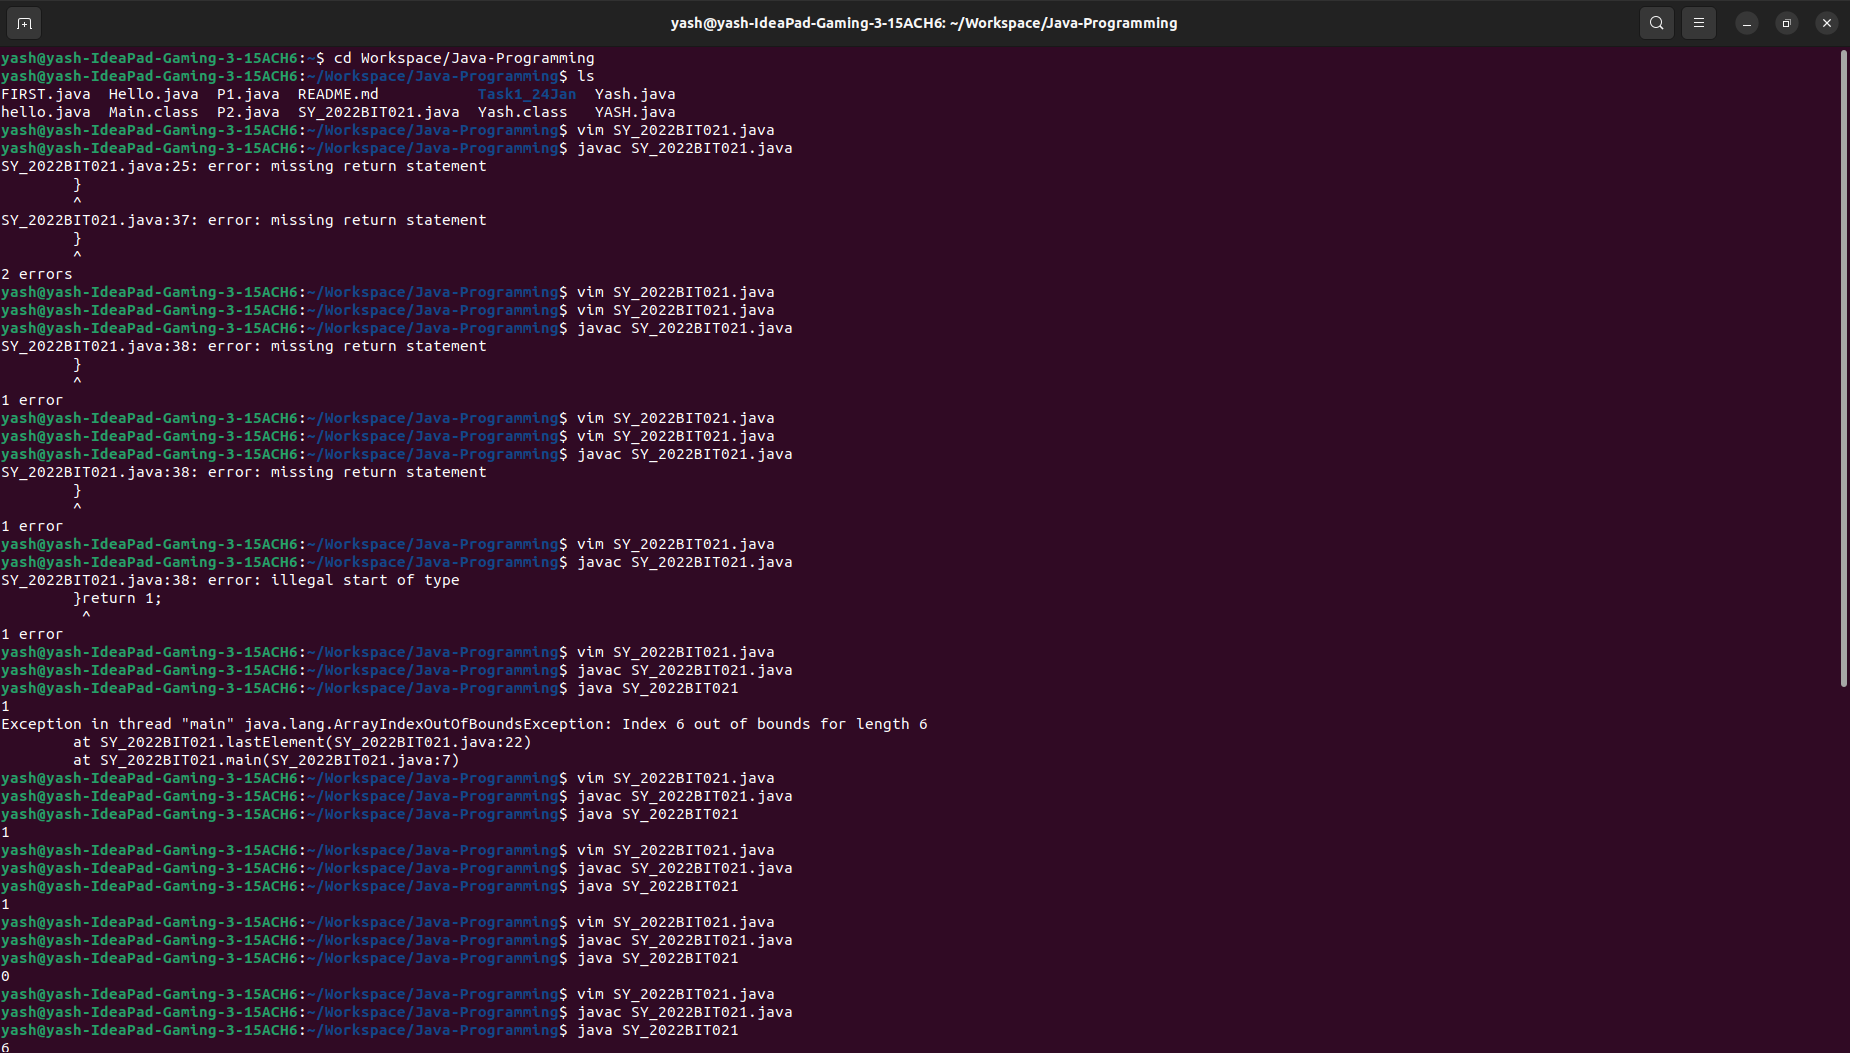 yash@yash-IdeaPad-Gaming-3-15ACH6: ~/Workspace/Java-Programming
yash@yash-IdeaPad-Gaming-3-15ACH6:~$ cd Workspace/Java-Programming
yash@yash-IdeaPad-Gaming-3-15ACH6:~/Workspace/Java-Programming$ ls
FIRST.java  Hello.java  P1.java  README.md           Task1_24Jan  Yash.java
hello.java  Main.class  P2.java  SY_2022BIT021.java  Yash.class   YASH.java
yash@yash-IdeaPad-Gaming-3-15ACH6:~/Workspace/Java-Programming$ vim SY_2022BIT021.java
yash@yash-IdeaPad-Gaming-3-15ACH6:~/Workspace/Java-Programming$ javac SY_2022BIT021.java
SY_2022BIT021.java:25: error: missing return statement
        }
        ^
SY_2022BIT021.java:37: error: missing return statement
        }
        ^
2 errors
yash@yash-IdeaPad-Gaming-3-15ACH6:~/Workspace/Java-Programming$ vim SY_2022BIT021.java
yash@yash-IdeaPad-Gaming-3-15ACH6:~/Workspace/Java-Programming$ vim SY_2022BIT021.java
yash@yash-IdeaPad-Gaming-3-15ACH6:~/Workspace/Java-Programming$ javac SY_2022BIT021.java
SY_2022BIT021.java:38: error: missing return statement
        }
        ^
1 error
yash@yash-IdeaPad-Gaming-3-15ACH6:~/Workspace/Java-Programming$ vim SY_2022BIT021.java
yash@yash-IdeaPad-Gaming-3-15ACH6:~/Workspace/Java-Programming$ vim SY_2022BIT021.java
yash@yash-IdeaPad-Gaming-3-15ACH6:~/Workspace/Java-Programming$ javac SY_2022BIT021.java
SY_2022BIT021.java:38: error: missing return statement
        }
        ^
1 error
yash@yash-IdeaPad-Gaming-3-15ACH6:~/Workspace/Java-Programming$ vim SY_2022BIT021.java
yash@yash-IdeaPad-Gaming-3-15ACH6:~/Workspace/Java-Programming$ javac SY_2022BIT021.java
SY_2022BIT021.java:38: error: illegal start of type
        }return 1;
         ^
1 error
yash@yash-IdeaPad-Gaming-3-15ACH6:~/Workspace/Java-Programming$ vim SY_2022BIT021.java
yash@yash-IdeaPad-Gaming-3-15ACH6:~/Workspace/Java-Programming$ javac SY_2022BIT021.java
yash@yash-IdeaPad-Gaming-3-15ACH6:~/Workspace/Java-Programming$ java SY_2022BIT021
1
Exception in thread "main" java.lang.ArrayIndexOutOfBoundsException: Index 6 out of bounds for length 6
        at SY_2022BIT021.lastElement(SY_2022BIT021.java:22)
        at SY_2022BIT021.main(SY_2022BIT021.java:7)
yash@yash-IdeaPad-Gaming-3-15ACH6:~/Workspace/Java-Programming$ vim SY_2022BIT021.java
yash@yash-IdeaPad-Gaming-3-15ACH6:~/Workspace/Java-Programming$ javac SY_2022BIT021.java
yash@yash-IdeaPad-Gaming-3-15ACH6:~/Workspace/Java-Programming$ java SY_2022BIT021
1
yash@yash-IdeaPad-Gaming-3-15ACH6:~/Workspace/Java-Programming$ vim SY_2022BIT021.java
yash@yash-IdeaPad-Gaming-3-15ACH6:~/Workspace/Java-Programming$ javac SY_2022BIT021.java
yash@yash-IdeaPad-Gaming-3-15ACH6:~/Workspace/Java-Programming$ java SY_2022BIT021
1
yash@yash-IdeaPad-Gaming-3-15ACH6:~/Workspace/Java-Programming$ vim SY_2022BIT021.java
yash@yash-IdeaPad-Gaming-3-15ACH6:~/Workspace/Java-Programming$ javac SY_2022BIT021.java
yash@yash-IdeaPad-Gaming-3-15ACH6:~/Workspace/Java-Programming$ java SY_2022BIT021
0
yash@yash-IdeaPad-Gaming-3-15ACH6:~/Workspace/Java-Programming$ vim SY_2022BIT021.java
yash@yash-IdeaPad-Gaming-3-15ACH6:~/Workspace/Java-Programming$ javac SY_2022BIT021.java
yash@yash-IdeaPad-Gaming-3-15ACH6:~/Workspace/Java-Programming$ java SY_2022BIT021
6